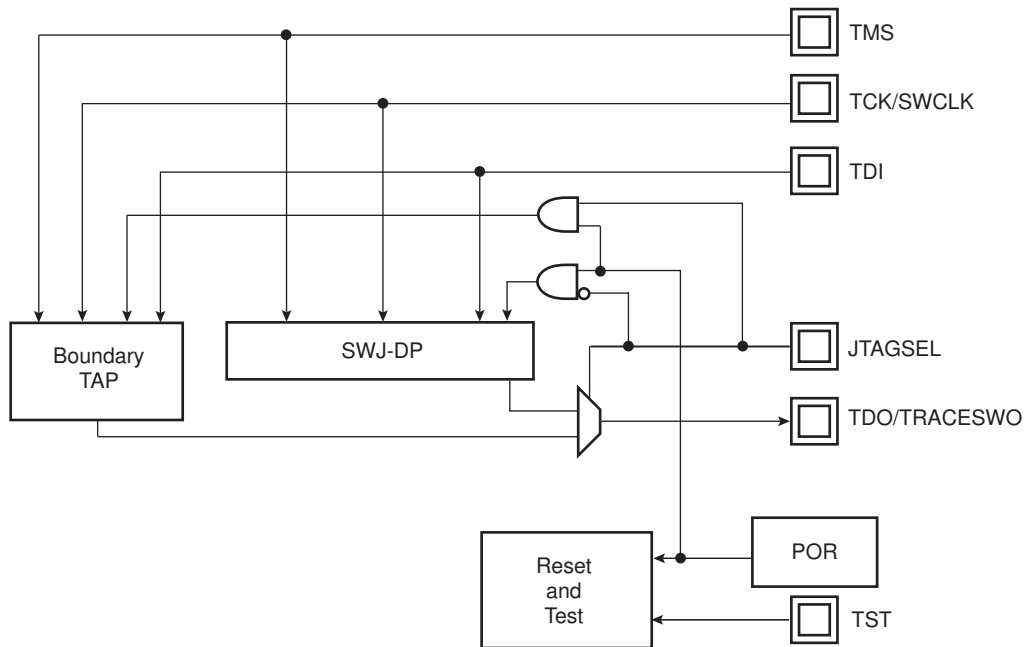 TMS
TCK/SWCLK
TDI
Boundary
TAP
SWJ-DP
JTAGSEL
TDO/TRACESWO
Reset
and
Test
POR
TST